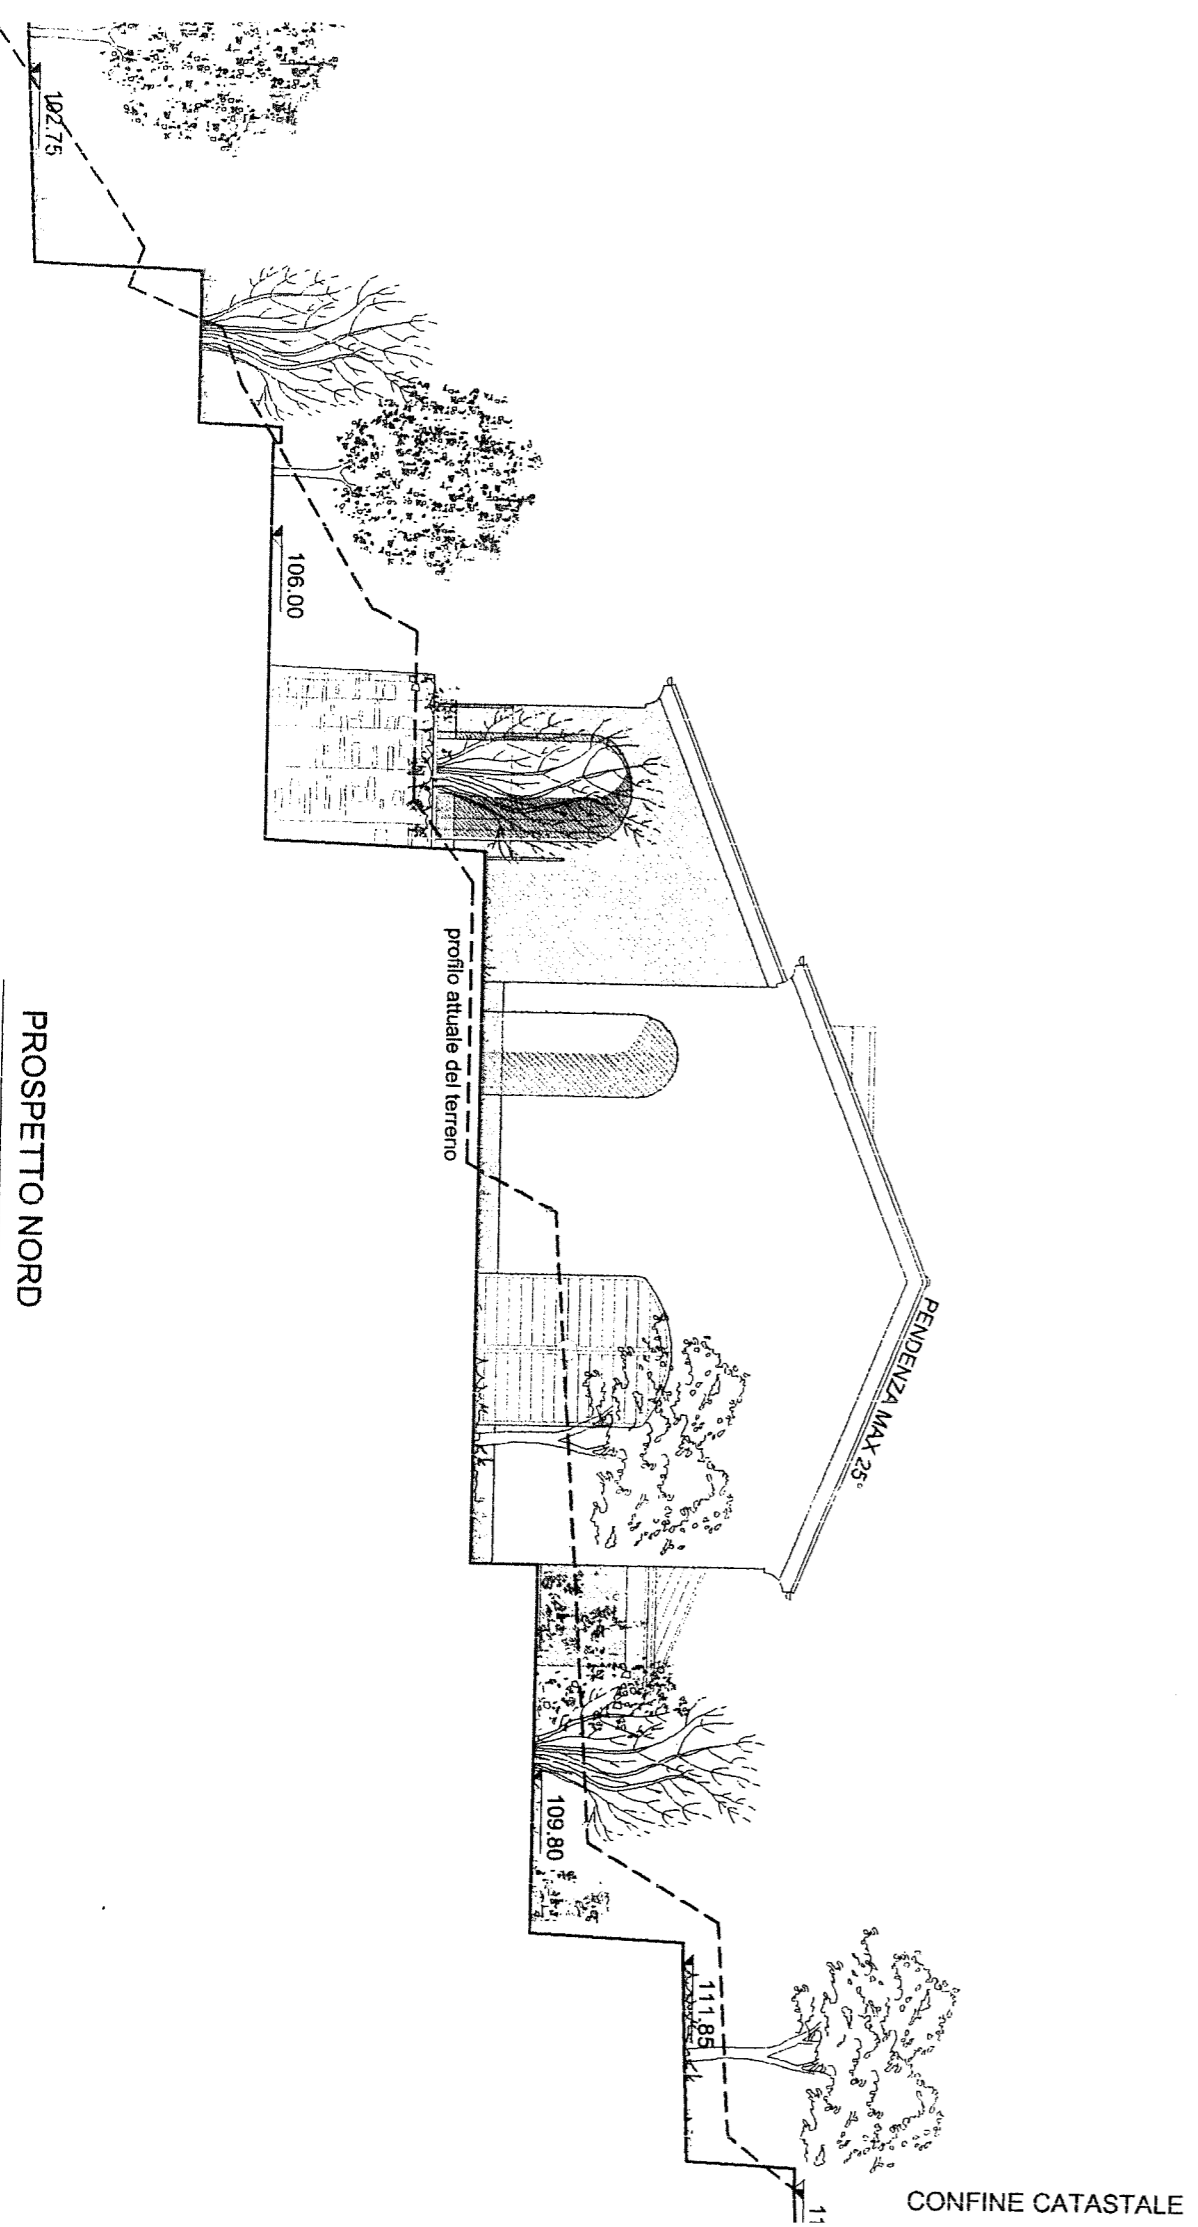 102.75
106.00
profilo attuale del terreno
PENDENZA MAX 25°
109.80
111.85
CONFINE CATASTALE
PROSPETTO NORD